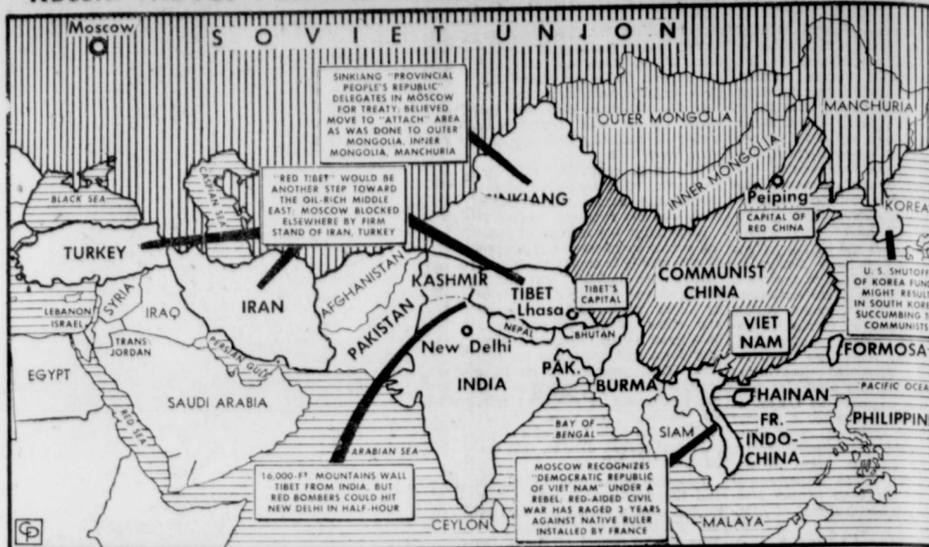 Moscow
SOVIET UNION
SINKIANG "PROVINCIAL
PEOPLE'S REPUBLIC"
DELEGATES IN MOSCOW
FOR TREATY; BELIEVED
MOVE TO "ATTACH" AREA
AS WAS DONE TO OUTER
MONGOLIA, INNER
MONGOLIA, MANCHURIA
OUTER MONGOLIA
MANCHURIA
INNER MONGOLIA
"RED TIBET" WOULD BE
ANOTHER STEP TOWARD
THE OIL-RICH MIDDLE
EAST; MOSCOW BLOCKED
ELSEWHERE BY FIRM
STAND OF IRAN, TURKEY
BLACK SEA
CASPIAN SEA
INKIANG
Peiping
CAPITAL OF
RED CHINA
KOREA
TURKEY
SYRIA
LEBANON
ISRAEL
IRAQ
TRANS-
JORDAN
IRAN
AFGHANISTAN
KASHMIR
PAKISTAN
TIBET
Lhasa
TIBET'S
CAPITAL
COMMUNIST
CHINA
U. S. SHUTOFF
OF KOREA FUND
MIGHT RESULT
IN SOUTH KOREA
SUCCUMBING T
COMMUNISTS
NEPAL
BHUTAN
New Delhi
VIET
NAM
FORMOSA
EGYPT
PERSIAN GULF
SAUDI ARABIA
RED SEA
INDIA
PAK.
BURMA
HAINAN
PACIFIC OCEA
PHILIPPIN
FR.
INDO-
CHINA
SIAM
BAY OF
BENGAL
ARABIAN SEA
16,000-FT. MOUNTAINS WALL
TIBET FROM INDIA, BUT
RED BOMBERS COULD HIT
NEW DELHI IN HALF-HOUR
MOSCOW RECOGNIZES
"DEMOCRATIC REPUBLIC
OF VIET NAM" UNDER A
REBEL; RED-AIDED CIVIL
WAR HAS RAGED 3 YEARS
AGAINST NATIVE RULER
INSTALLED BY FRANCE
CEYLON
MALAYA
CP